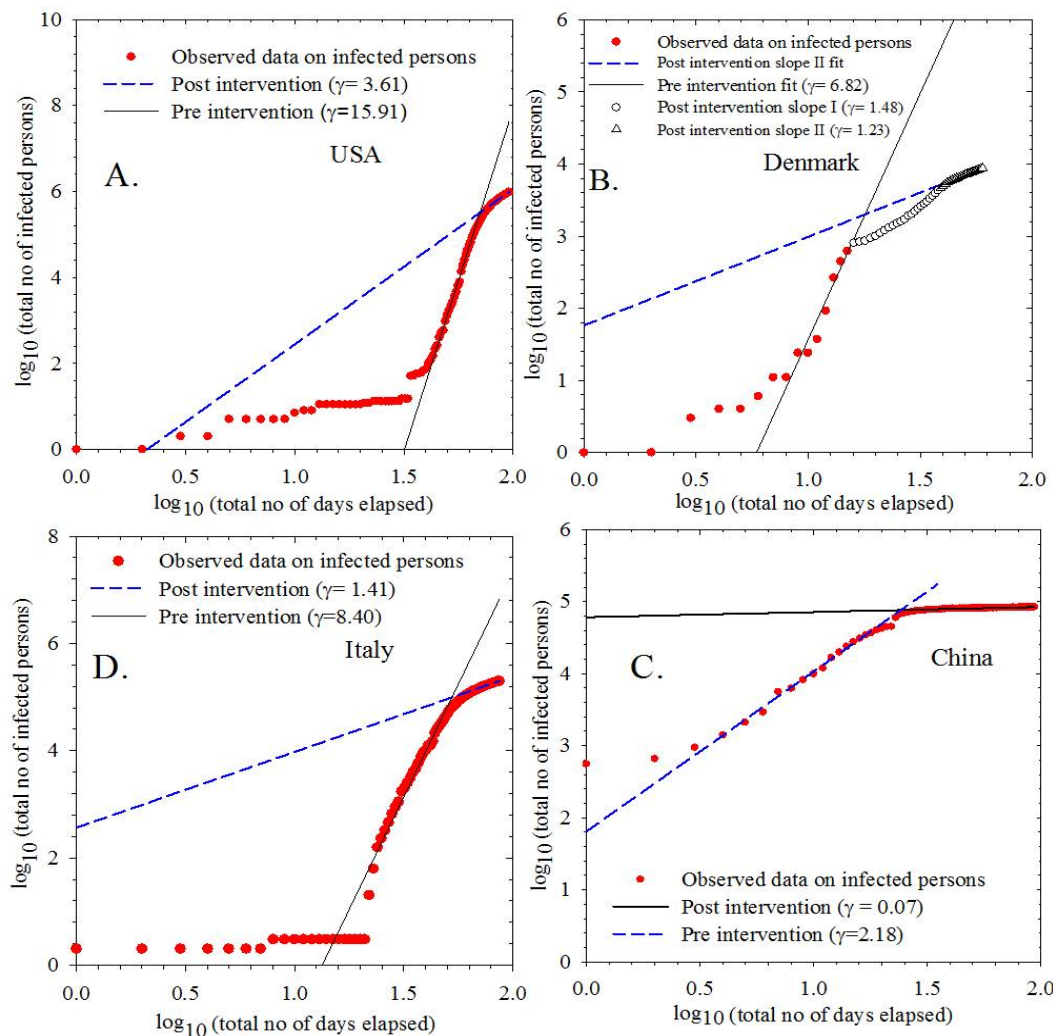 10
8
6
4
2
0
log10 (total no of infected persons)
Observed data on infected persons
Post intervention (γ= 3.61)
Pre intervention (γ=15.91)
USA
A.
0.0 0.5 1.0 1.5 2.0
log10 (total no of days elapsed)
6
5
4
3
2
1
0
log10 (total no of infected persons)
Observed data on infected persons
Post intervention slope II fit
Pre intervention fit (γ= 6.82)
Post intervention slope I (γ= 1.48)
Post intervention slope II (γ= 1.23)
Denmark
B.
0.0 0.5 1.0 1.5 2.0
log10 (total no of days elapsed)
8
6
4
2
0
log10 (total no of infected persons)
Observed data on infected persons
Post intervention (γ= 1.41)
Pre intervention (γ=8.40)
Italy
D.
0.0 0.5 1.0 1.5 2.0
log10 (total no of days elapsed)
6
5
4
3
2
1
0
log10 (total no of infected persons)
C.
China
Observed data on infected persons
Post intervention (γ = 0.07)
Pre intervention (γ=2.18)
0.0 0.5 1.0 1.5 2.0
log10 (total no of days elapsed)